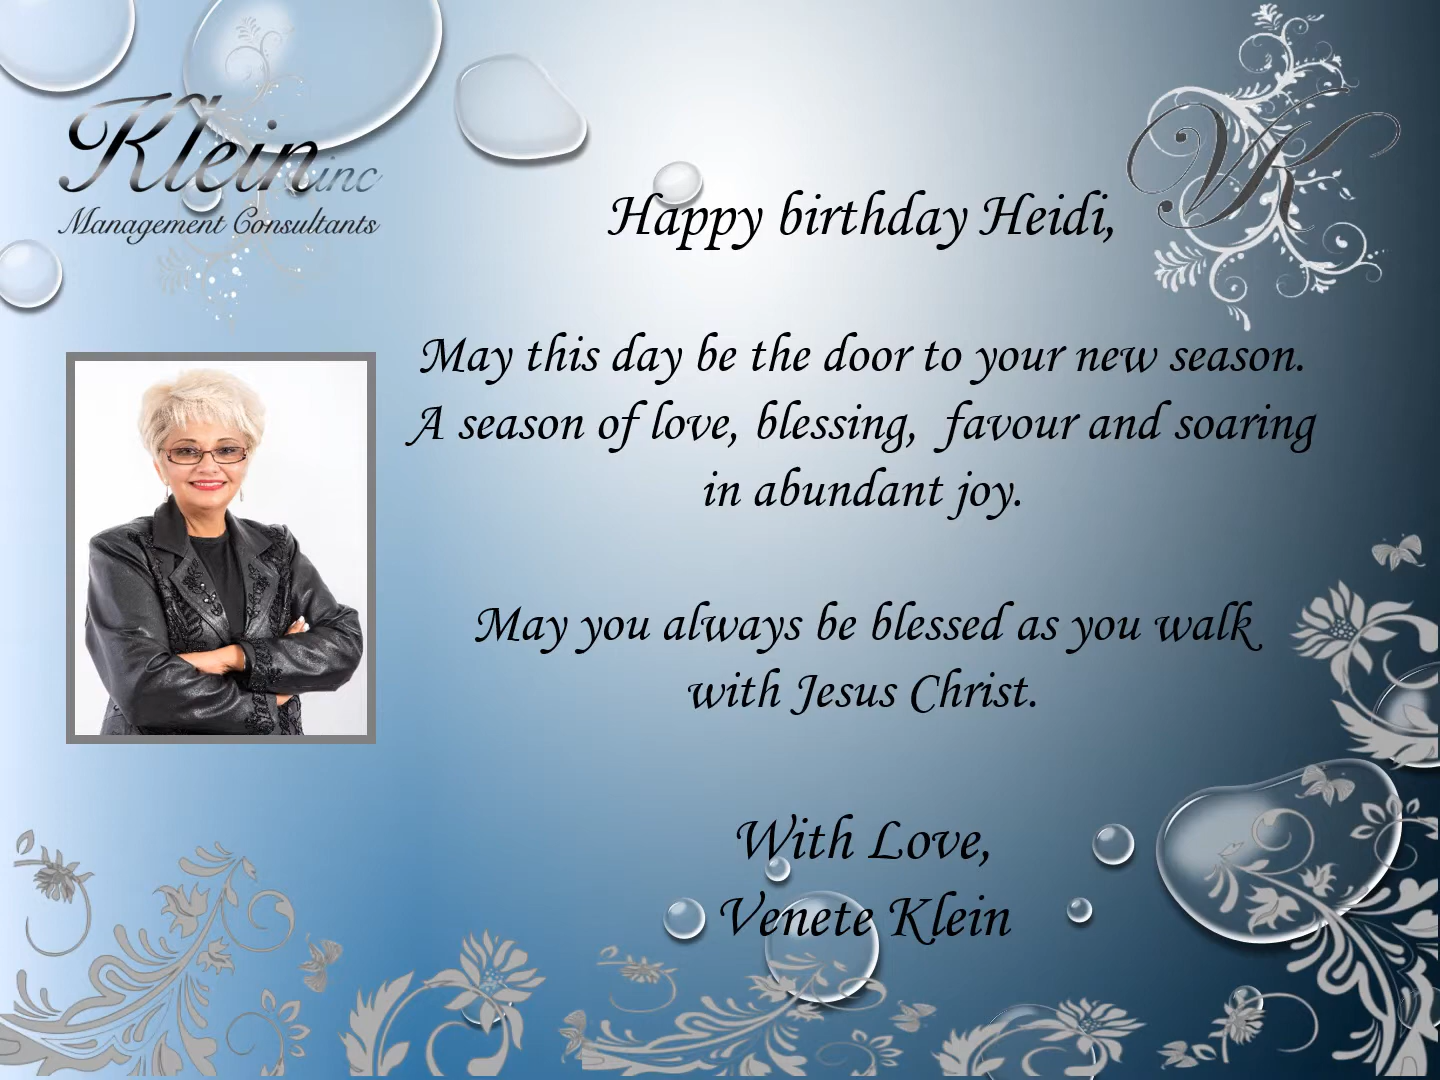 Klein inc
Management Consultants
VK
Happy birthday Heidi,
May this day be the door to your new season.
A season of love, blessing, favour and soaring
in abundant joy.
May you always be blessed as you walk
with Jesus Christ.
With Love,
Venete Klein